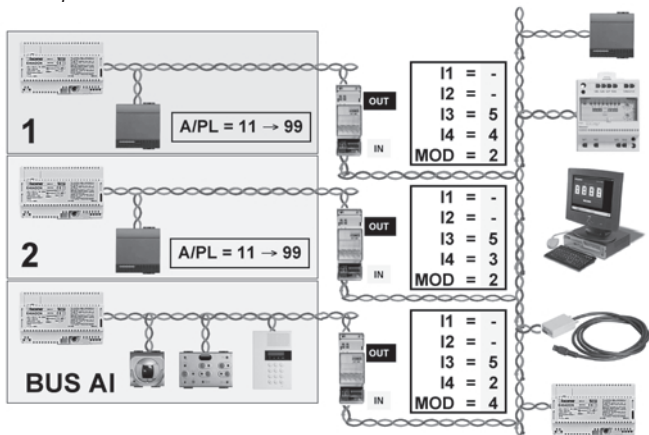 1
A/PL = 11 → 99
OUT
IN
I1 = -
I2 = -
I3 = 5
I4 = 4
MOD = 2
2
A/PL = 11 → 99
OUT
IN
I1 = -
I2 = -
I3 = 5
I4 = 3
MOD = 2
BUS AI
OUT
IN
I1 = -
I2 = -
I3 = 5
I4 = 2
MOD = 4